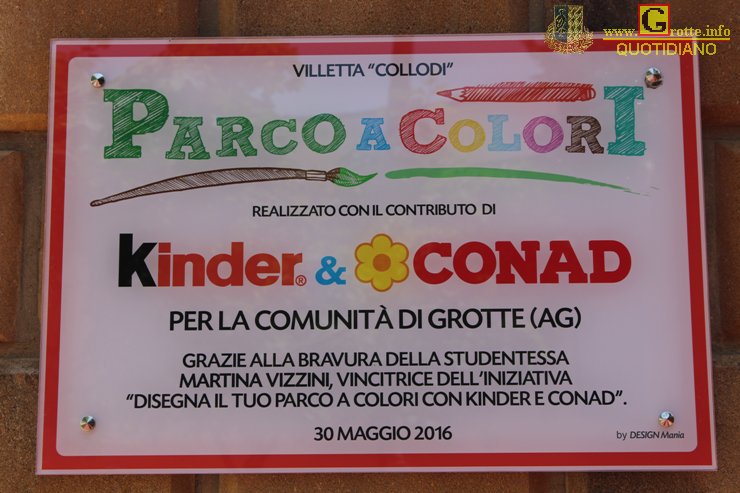 www.Grotte.info
QUOTIDIANO
VILLETTA "COLLODI"
PARCO A COLORI
REALIZZATO CON IL CONTRIBUTO DI
Kinder® & CONAD
PER LA COMUNITÀ DI GROTTE (AG)
GRAZIE ALLA BRAVURA DELLA STUDENTESSA
MARTINA VIZZINI, VINCITRICE DELL'INIZIATIVA
"DISEGNA IL TUO PARCO A COLORI CON KINDER E CONAD".
30 MAGGIO 2016
by DESIGN Mania